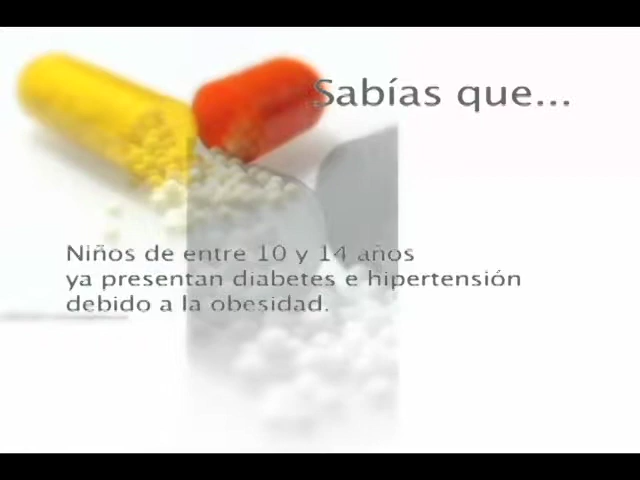 Sabías que...
Niños de entre 10 y 14 años
ya presentan diabetes e hipertensión
debido a la obesidad.